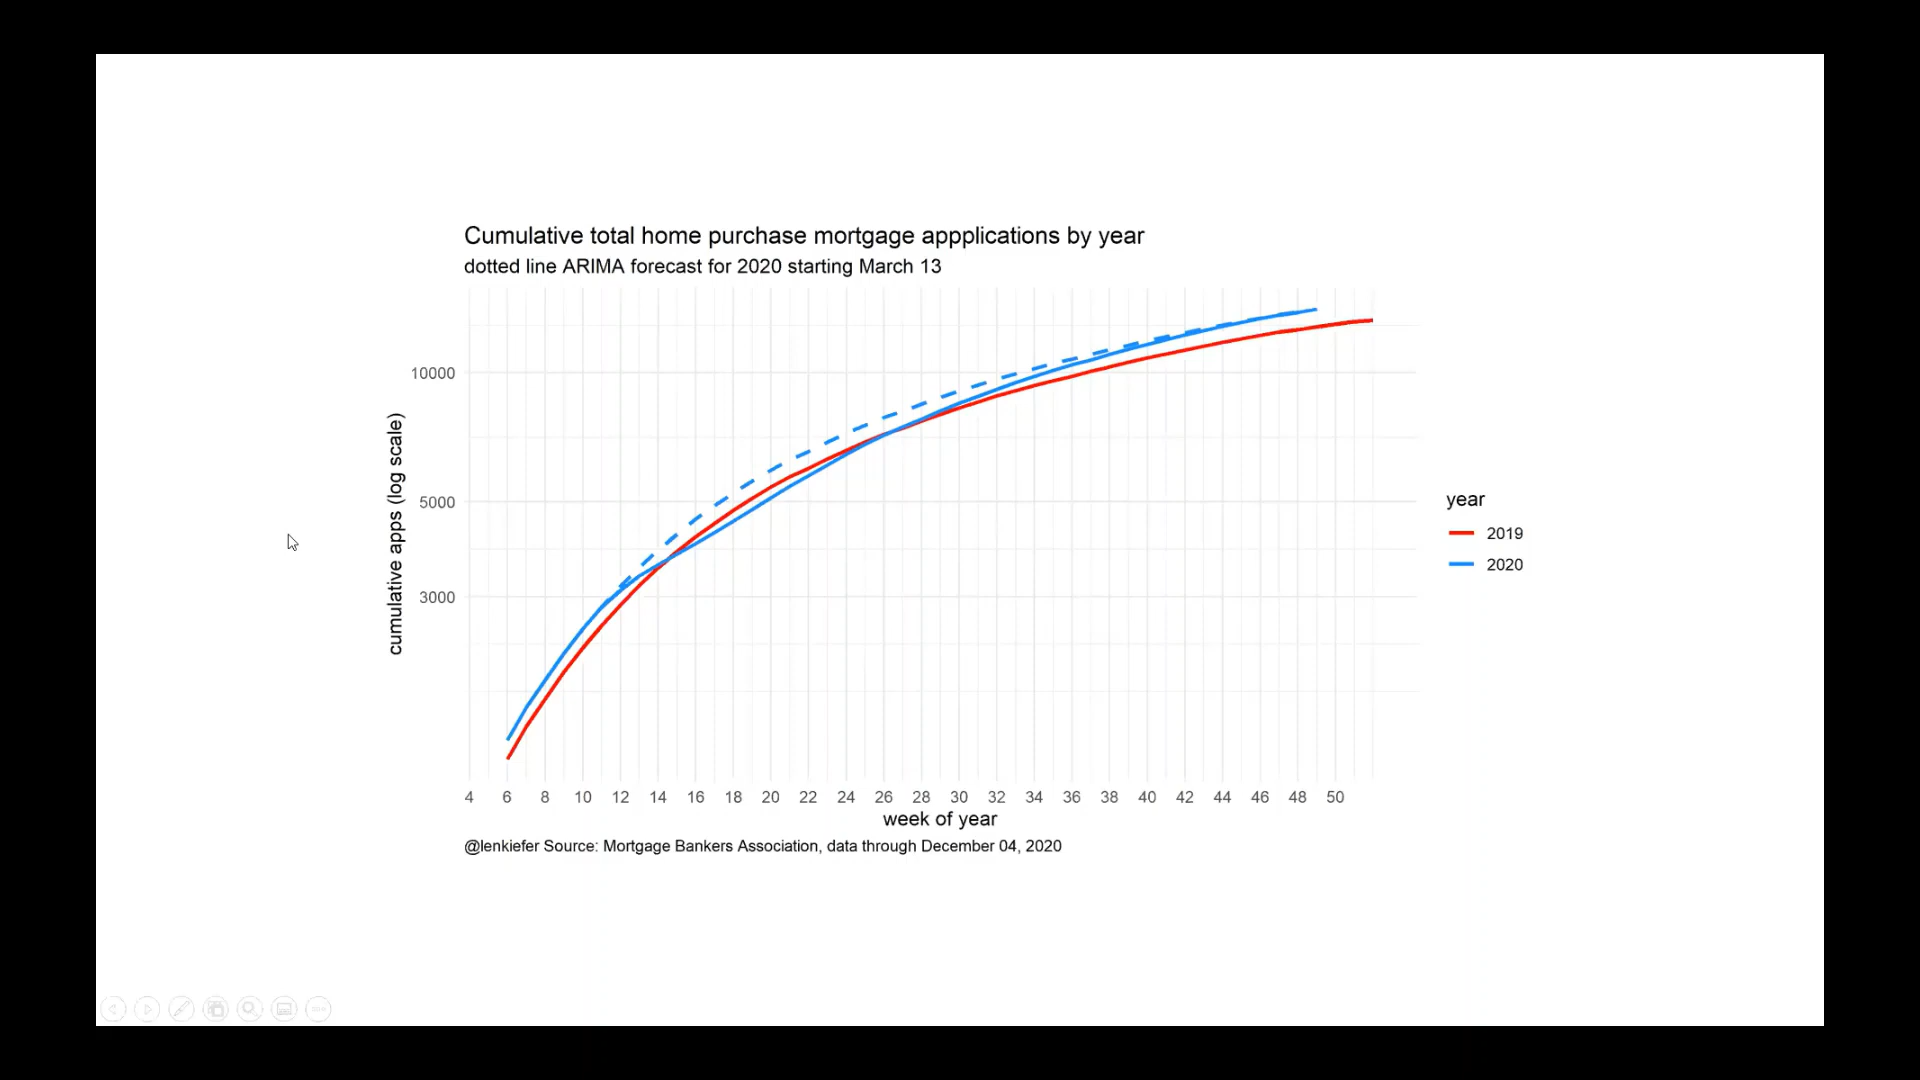 Cumulative total home purchase mortgage appplications by year
dotted line ARIMA forecast for 2020 starting March 13
cumulative apps (log scale)
10000
5000
3000
year
2019
2020
4 6 8 10 12 14 16 18 20 22 24 26 28 30 32 34 36 38 40 42 44 46 48 50
week of year
@lenkiefer Source: Mortgage Bankers Association, data through December 04, 2020